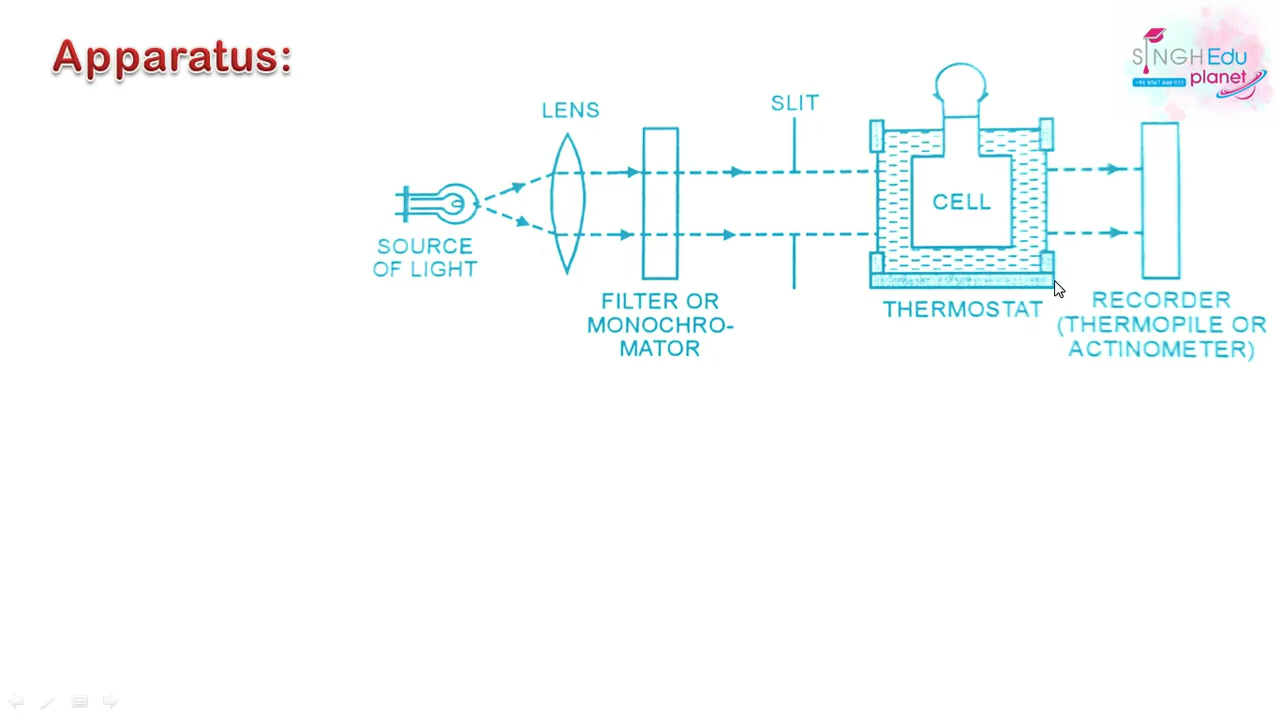 Apparatus:
SINGH Edu
planet
LENS
SLIT
CELL
SOURCE
OF LIGHT
FILTER OR
MONOCHRO-
MATOR
THERMOSTAT
RECORDER
(THERMOPILE OR
ACTINOMETER)